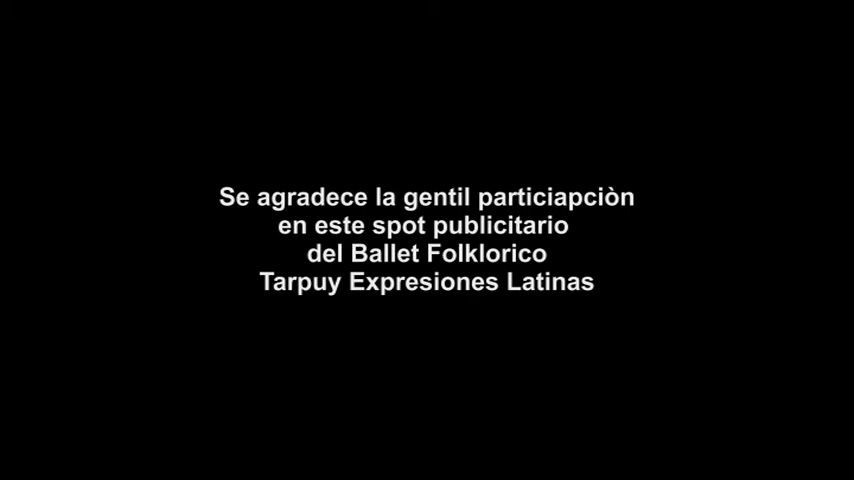 Se agradece la gentil particiapciòn
en este spot publicitario
del Ballet Folklorico
Tarpuy Expresiones Latinas